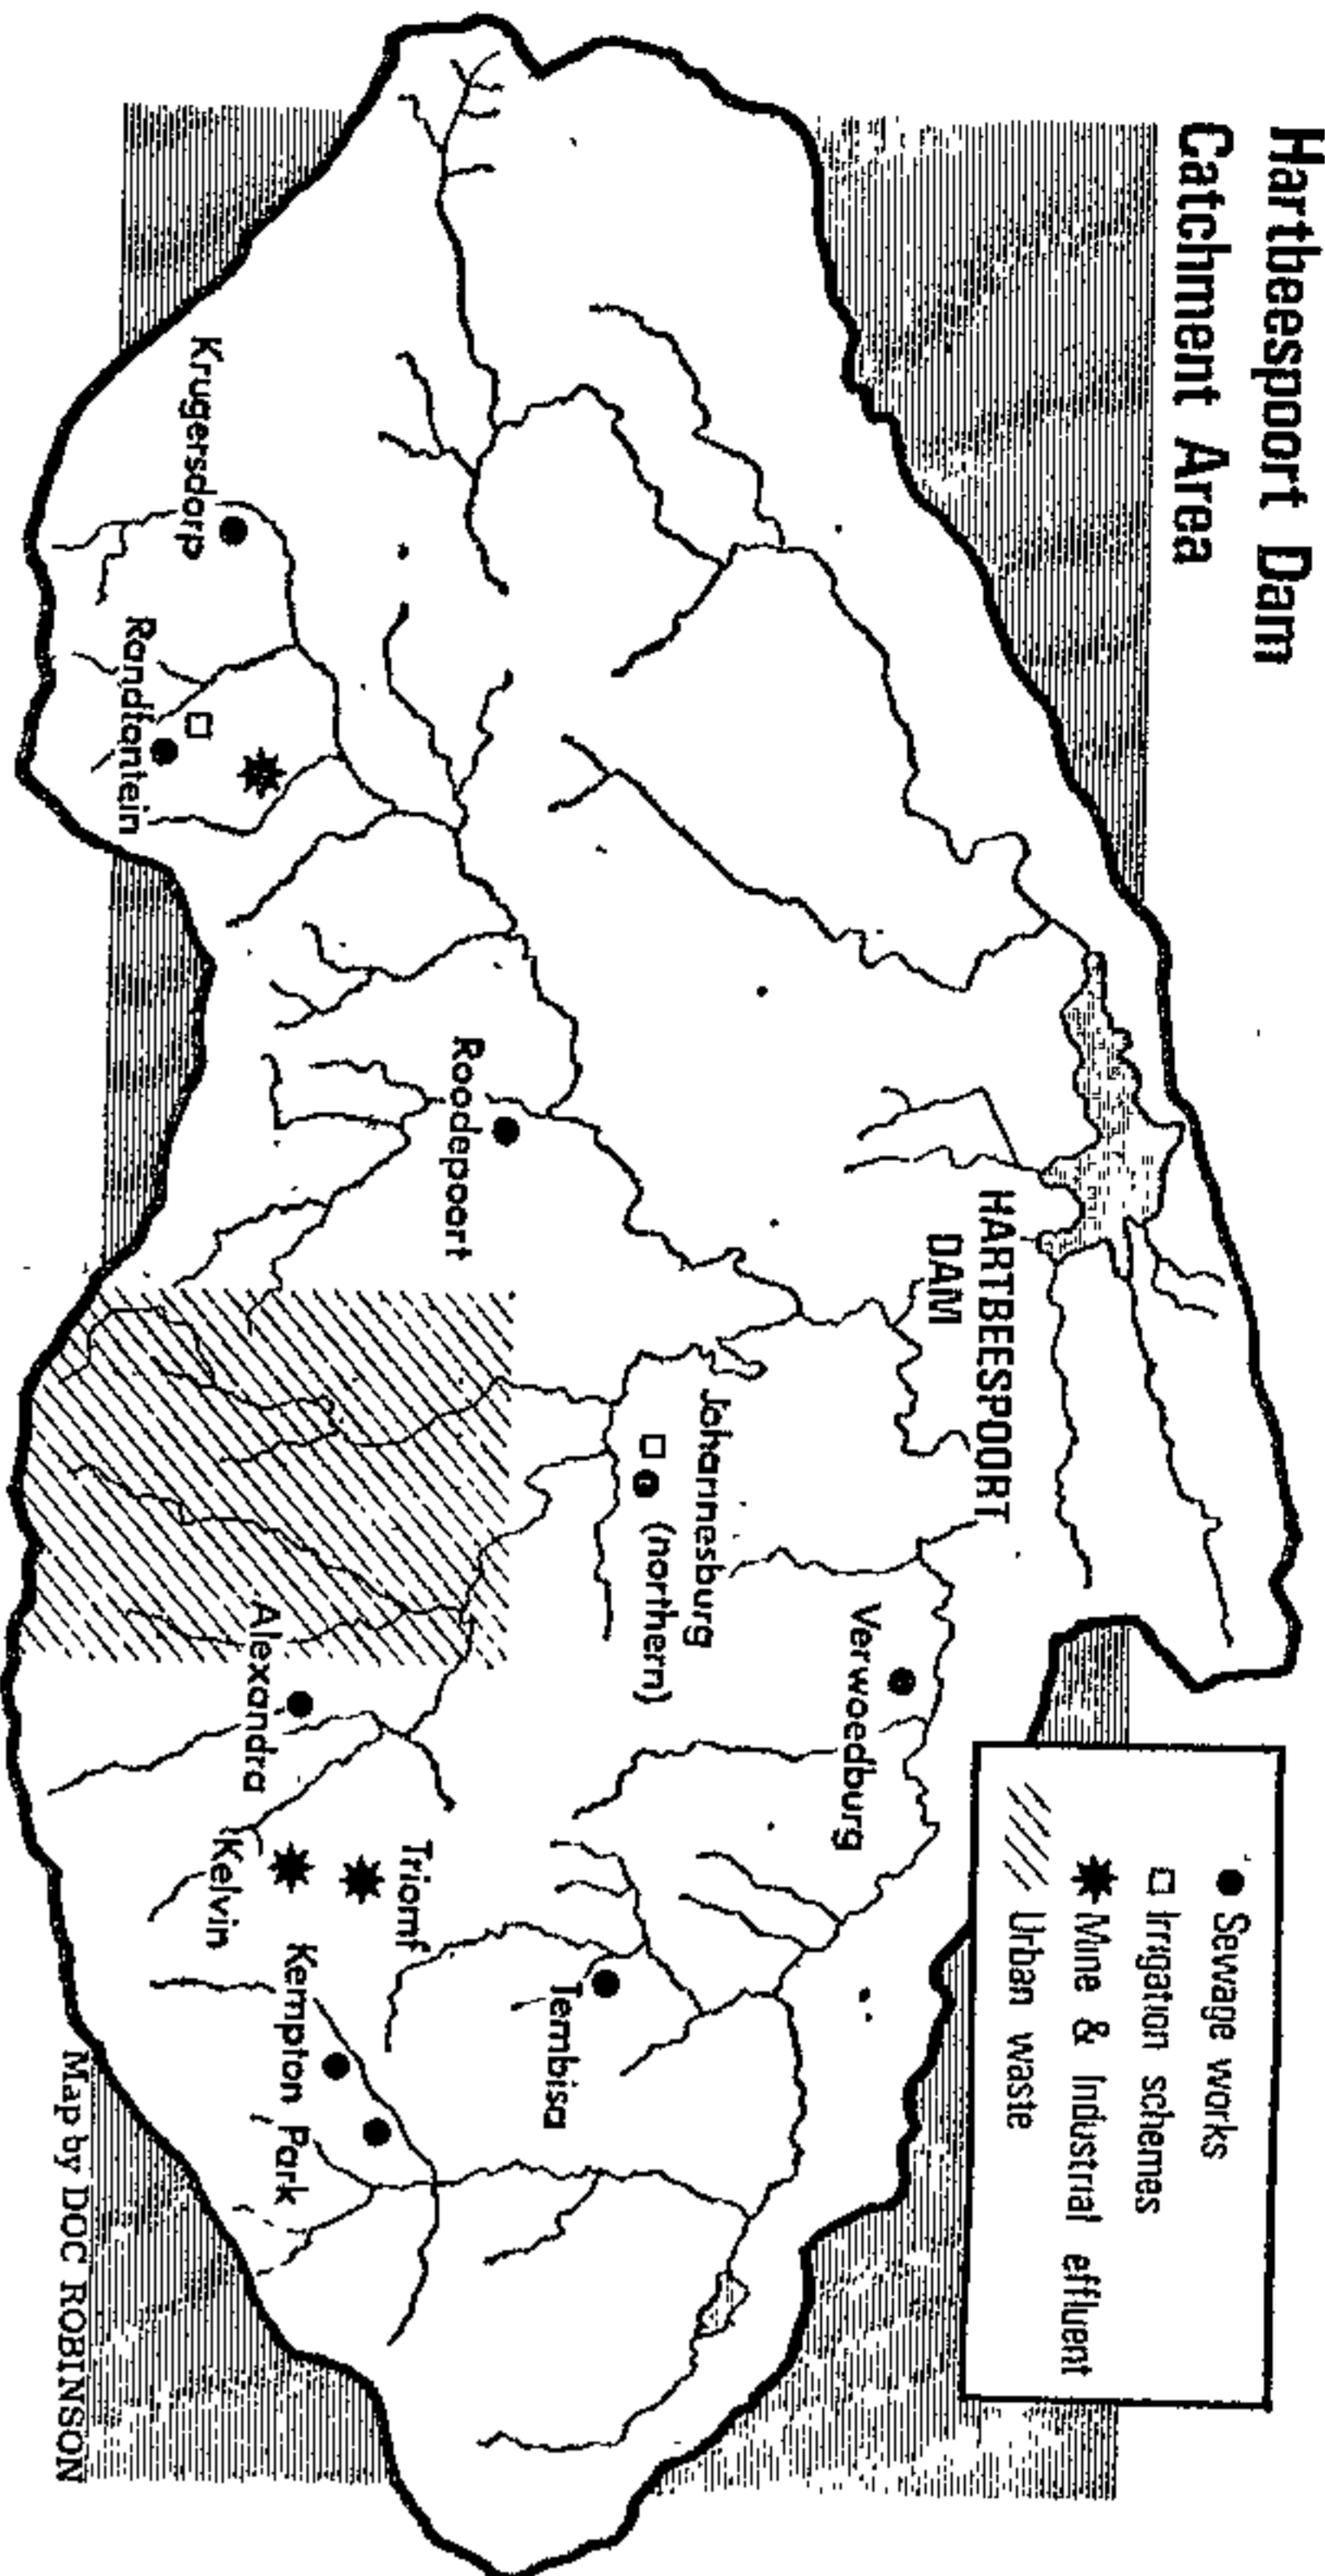 Hartbeespoort Dam
Catchment Area
Sewage works
Irrigation schemes
Mine & Industrial effluent
Urban waste
HARTBEESPOORT
DAM
Verwoedburg
Johannesburg
(northern)
Tembisa
Roodepoort
Triomf
Kempton Park
Alexandra
Kelvin
Krugersdorp
Randfontein
Map by DOC ROBINSON